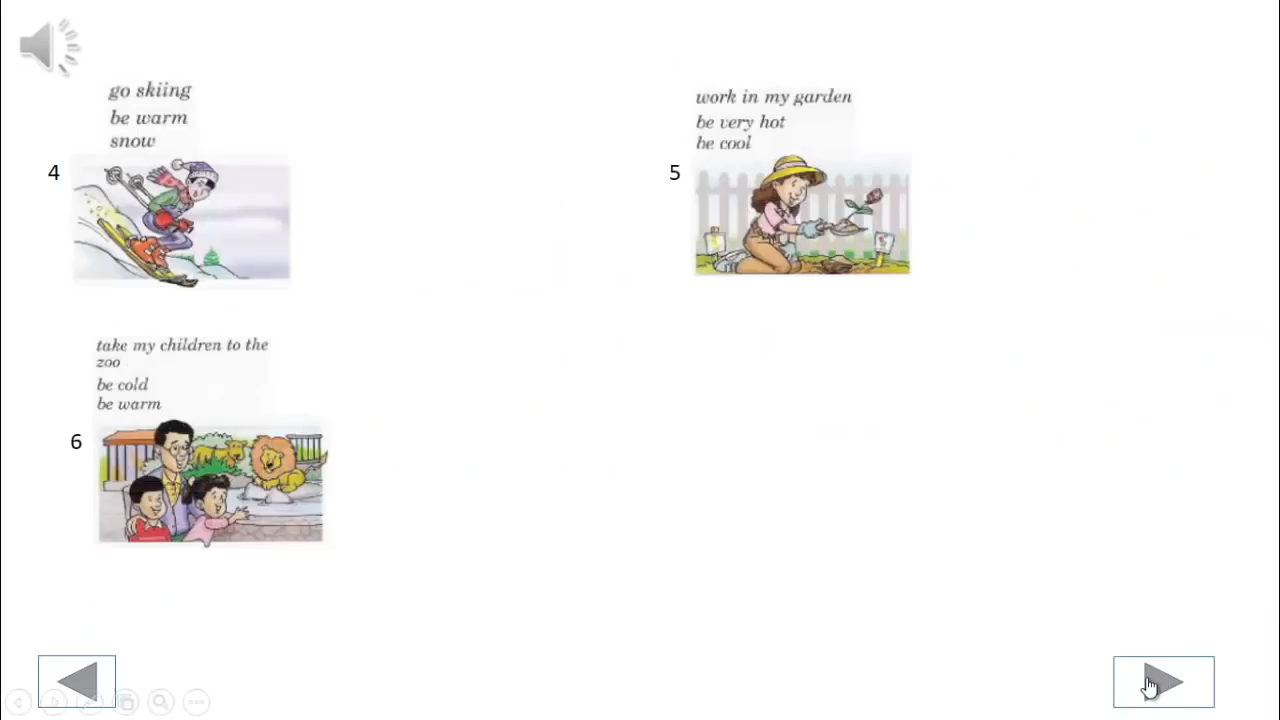 go skiing
be warm
snow
4
work in my garden
be very hot
be cool
5
take my children to the
zoo
be cold
be warm
6